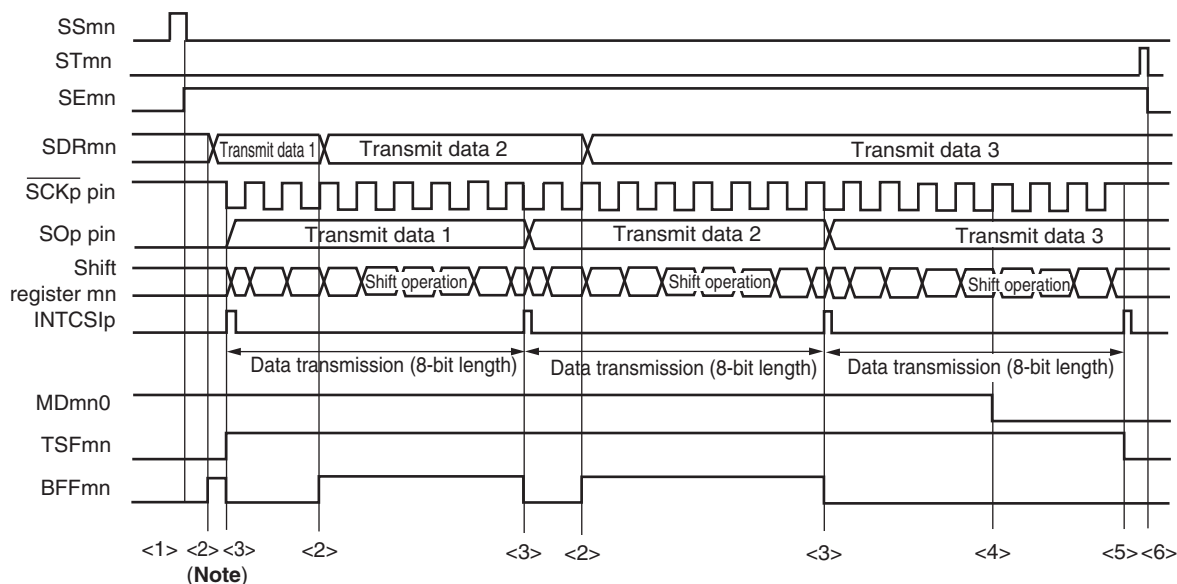 SSmn
STmn
SEmn
SDRmn Transmit data 1 Transmit data 2 Transmit data 3
SCKp pin
SOp pin Transmit data 1 Transmit data 2 Transmit data 3
Shift
register mn Shift operation Shift operation Shift operation
INTCSIp
Data transmission (8-bit length) Data transmission (8-bit length) Data transmission (8-bit length)
MDmn0
TSFmn
BFFmn
<1> <2> <3> <2> <3> <2> <3> <4> <5> <6>
(Note)